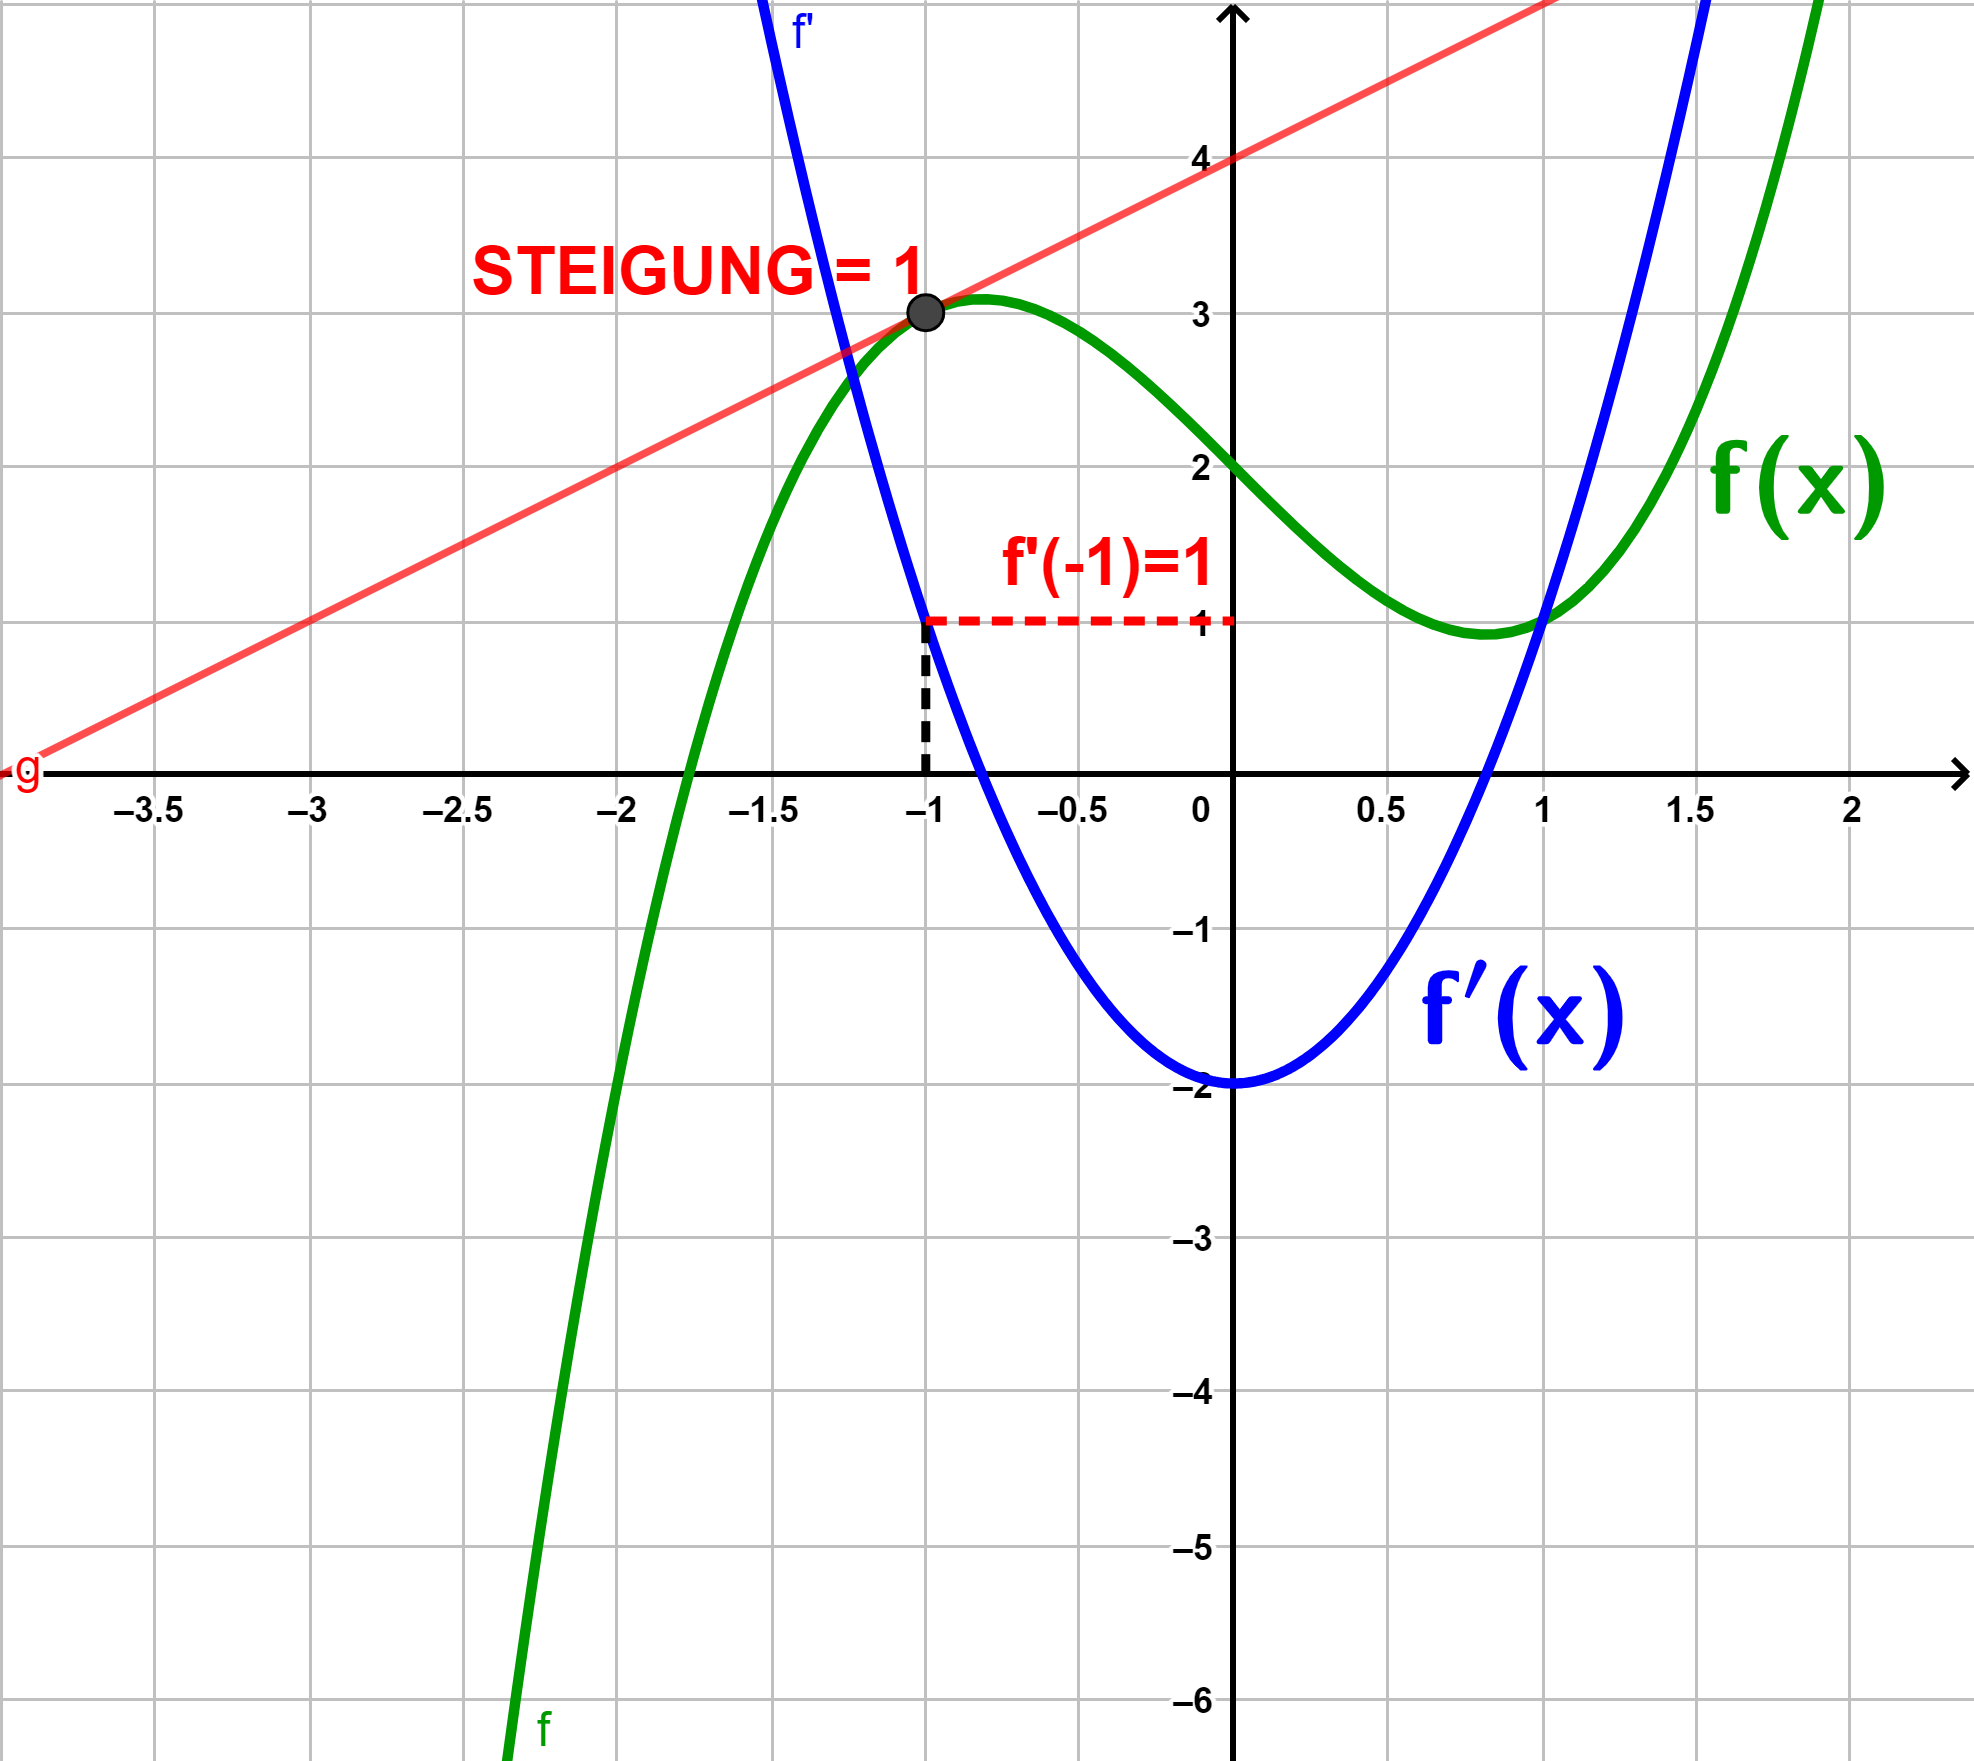 f'
4
STEIGUNG = 1
3
2
f(x)
f'(-1)=1
1
g
–3.5 –3 –2.5 –2 –1.5 –1 –0.5 0 0.5 1 1.5 2
–1
f′(x)
–2
–3
–4
–5
–6
f